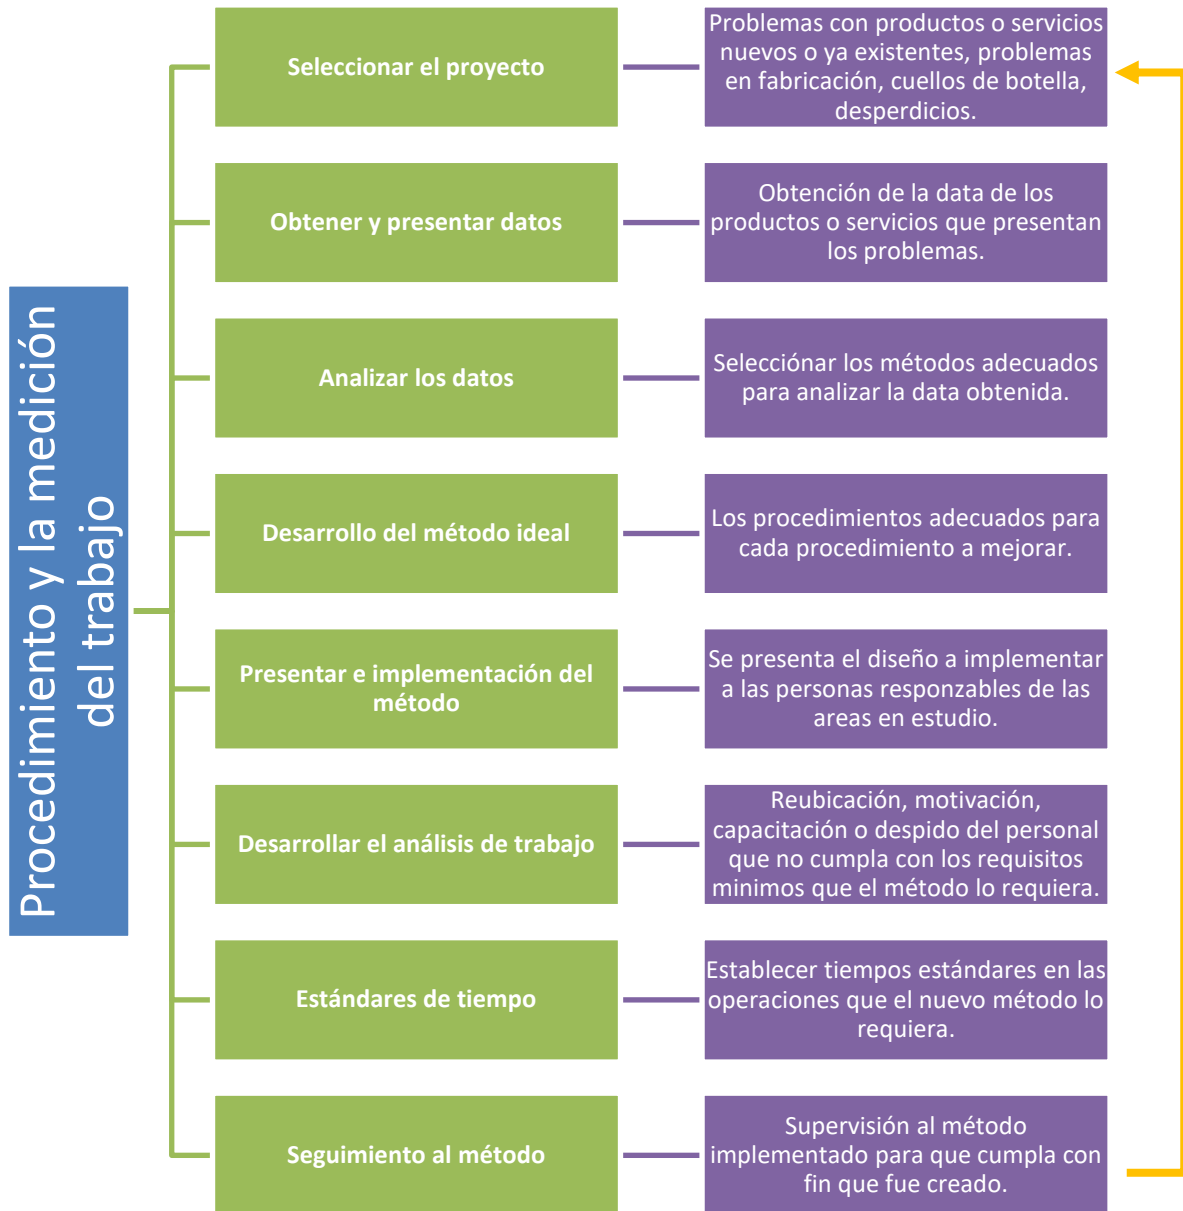 Procedimiento y la medición
del trabajo
Seleccionar el proyecto
Problemas con productos o servicios
nuevos o ya existentes, problemas
en fabricación, cuellos de botella,
desperdicios.
Obtener y presentar datos
Obtención de la data de los
productos o servicios que presentan
los problemas.
Analizar los datos
Selecciónar los métodos adecuados
para analizar la data obtenida.
Desarrollo del método ideal
Los procedimientos adecuados para
cada procedimiento a mejorar.
Presentar e implementación del
método
Se presenta el diseño a implementar
a las personas responzables de las
areas en estudio.
Desarrollar el análisis de trabajo
Reubicación, motivación,
capacitación o despido del personal
que no cumpla con los requisitos
minimos que el método lo requiera.
Estándares de tiempo
Establecer tiempos estándares en las
operaciones que el nuevo método lo
requiera.
Seguimiento al método
Supervisión al método
implementado para que cumpla con
fin que fue creado.